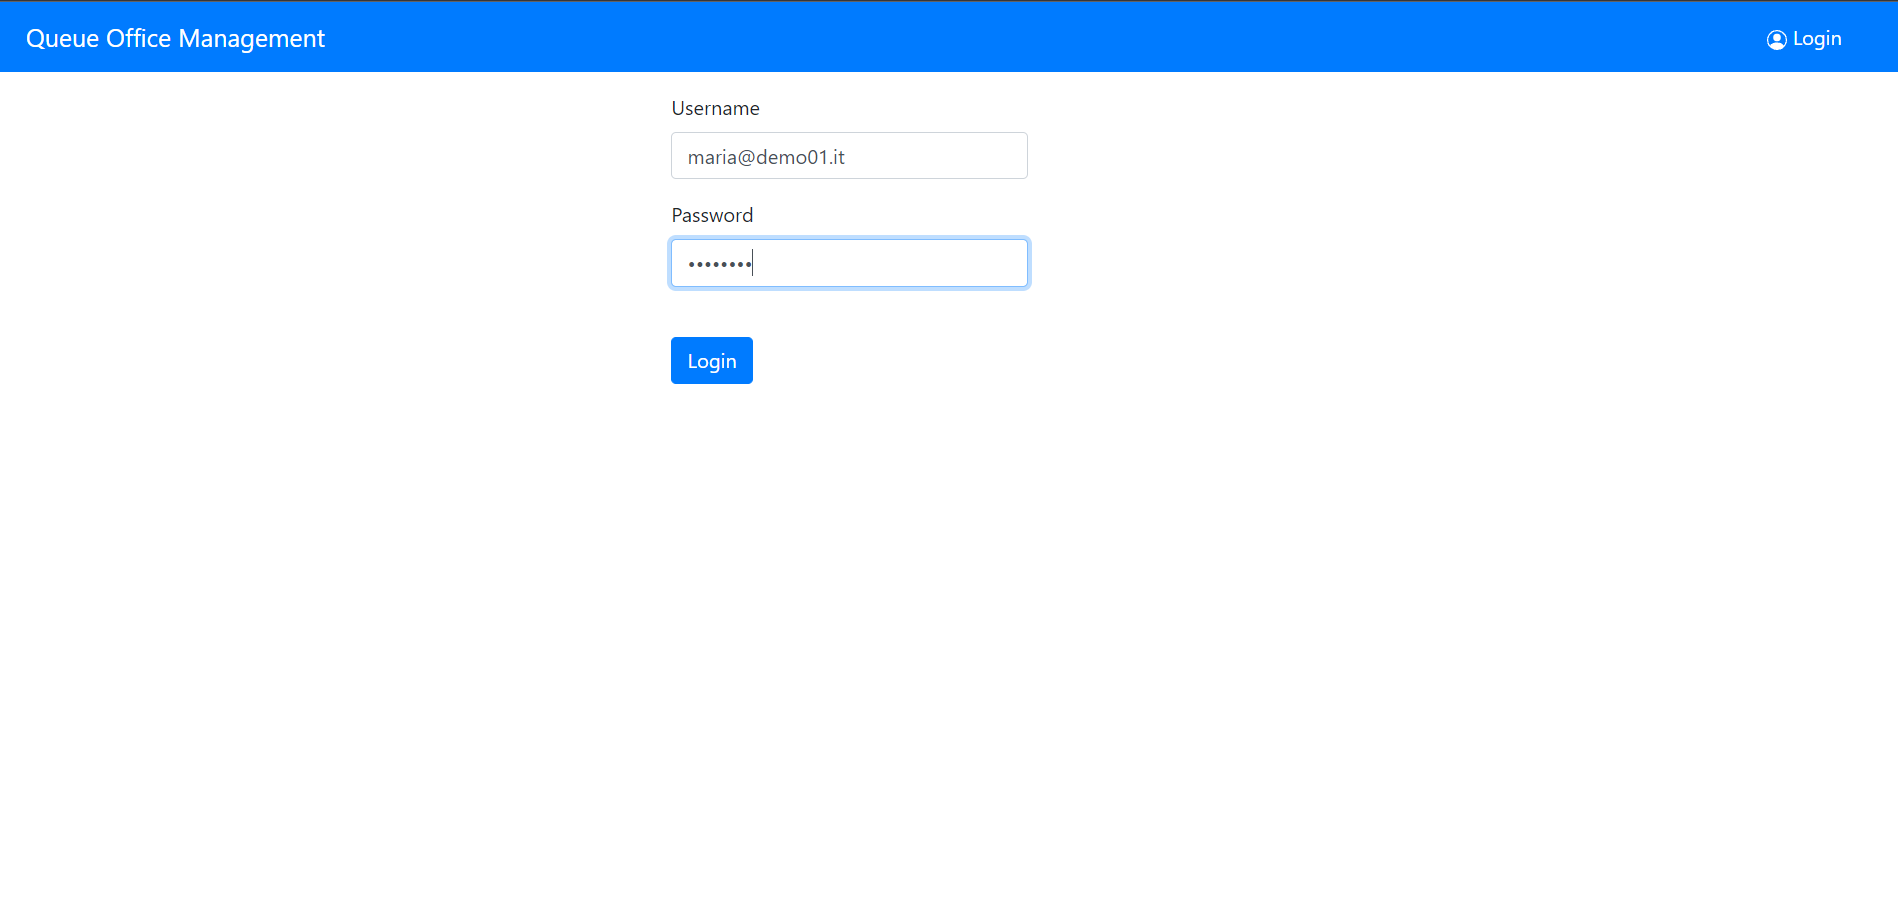 Queue Office Management
Login
Username
maria@demo01.it
Password
••••••••
Login